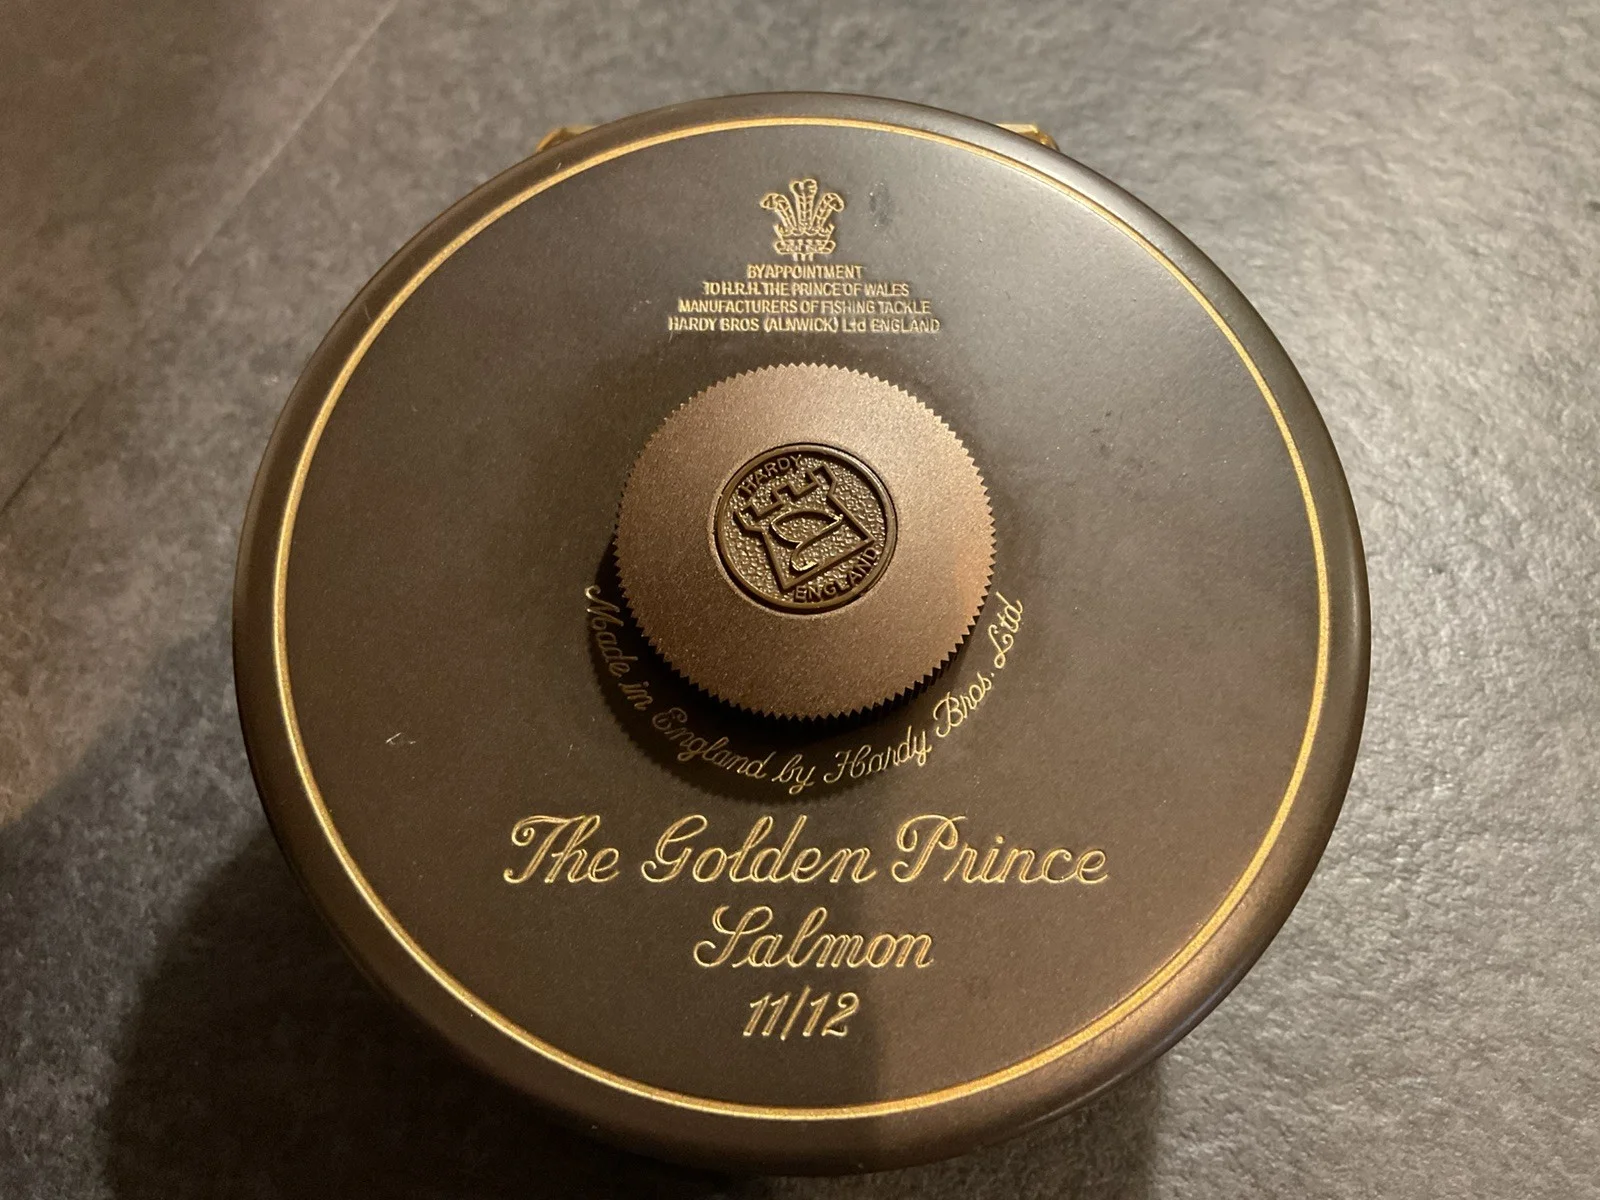 BY APPOINTMENT
TO H.R.H. THE PRINCE OF WALES
MANUFACTURERS OF FISHING TACKLE
HARDY BROS (ALNWICK) Ltd ENGLAND
HARDY
ENGLAND
Made in England by Hardy Bros. Ltd
The Golden Prince
Salmon
11/12